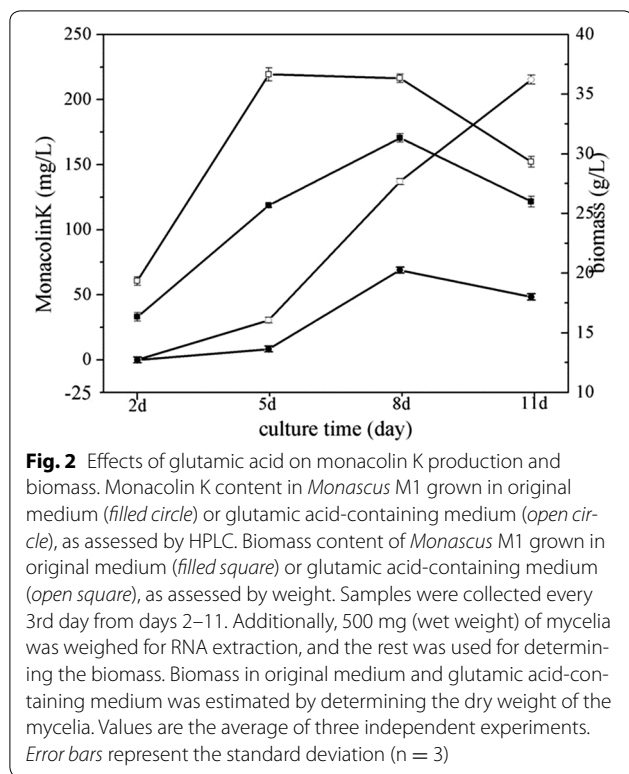 250
200
150
100
50
0
-25
MonacolinK (mg/L)
40
35
30
25
20
15
10
biomass (g/L)
2d 5d 8d 11d
culture time (day)
Fig. 2 Effects of glutamic acid on monacolin K production and
biomass. Monacolin K content in Monascus M1 grown in original
medium (filled circle) or glutamic acid-containing medium (open cir-
cle), as assessed by HPLC. Biomass content of Monascus M1 grown in
original medium (filled square) or glutamic acid-containing medium
(open square), as assessed by weight. Samples were collected every
3rd day from days 2–11. Additionally, 500 mg (wet weight) of mycelia
was weighed for RNA extraction, and the rest was used for determin-
ing the biomass. Biomass in original medium and glutamic acid-con-
taining medium was estimated by determining the dry weight of the
mycelia. Values are the average of three independent experiments.
Error bars represent the standard deviation (n = 3)